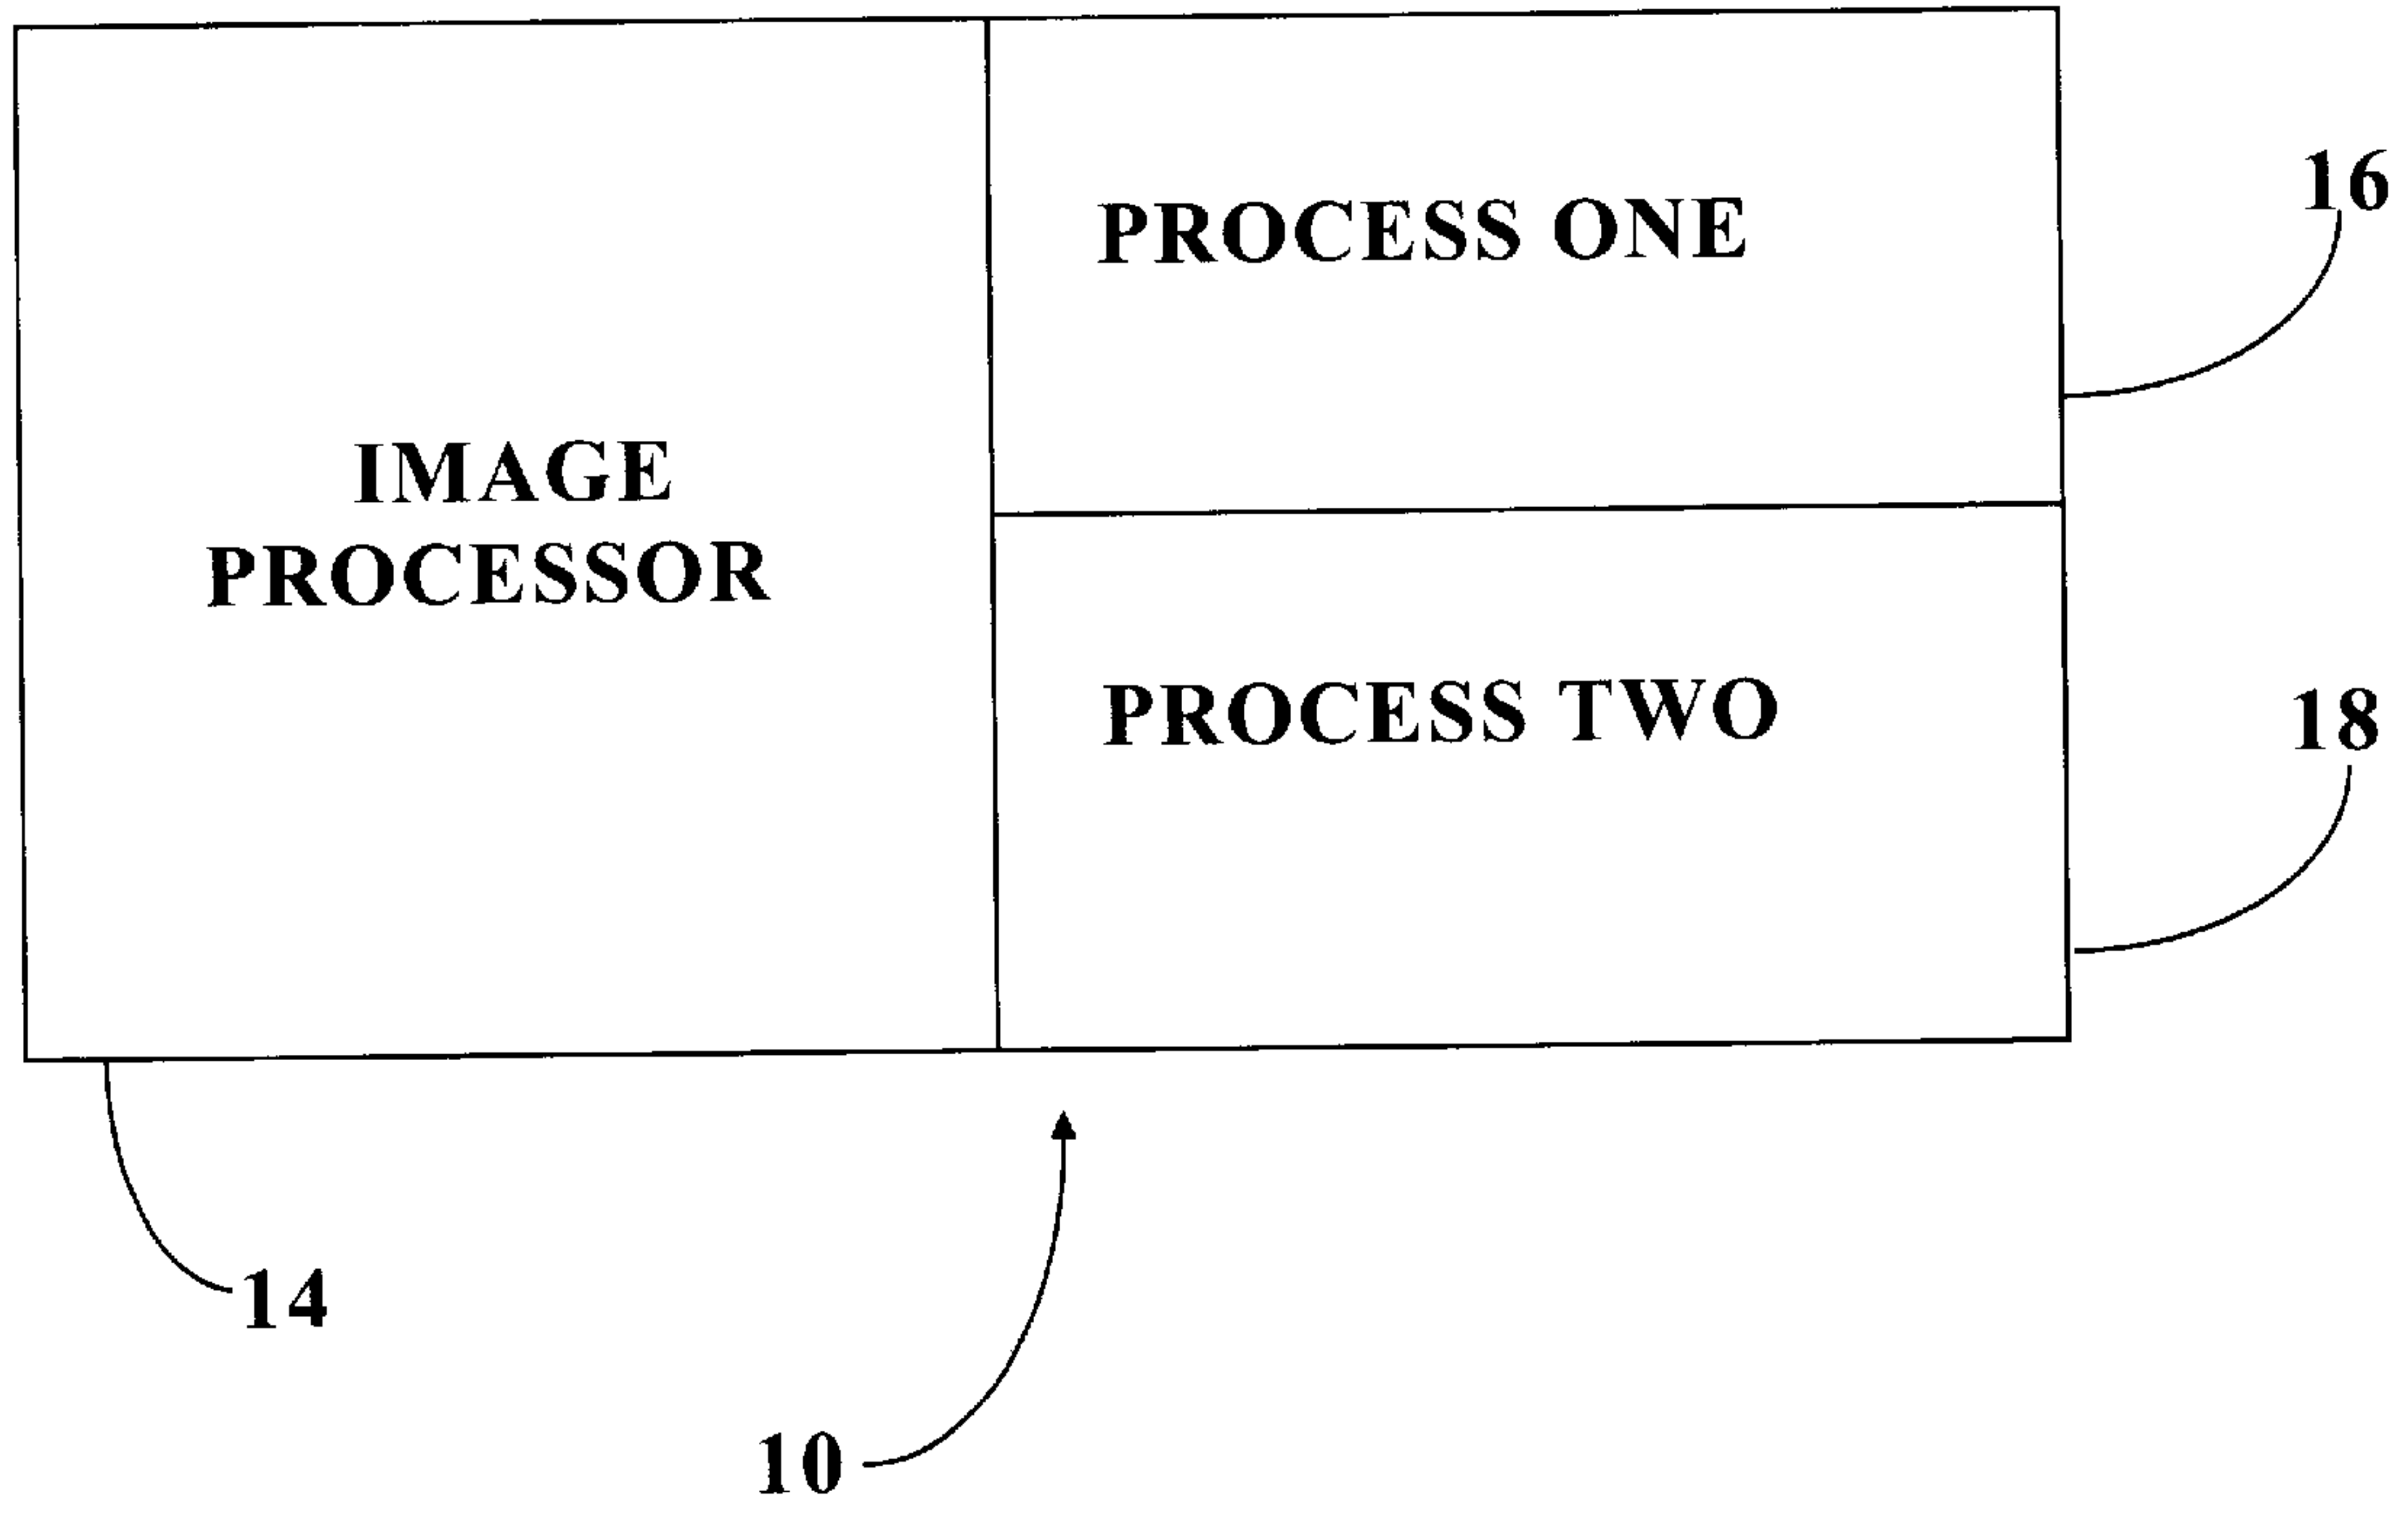 PROCESS ONE
16
IMAGE
PROCESSOR
PROCESS TWO
18
14
10